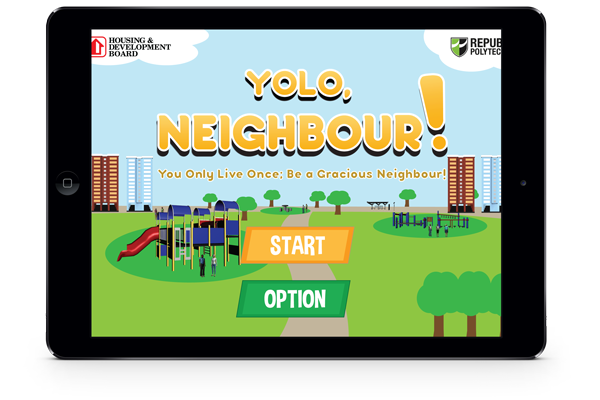 HOUSING &
DEVELOPMENT
BOARD
REPUB
POLYTEC
YOLO,
NEIGHBOUR!
You Only Live Once; Be a Gracious Neighbour!
START
OPTION